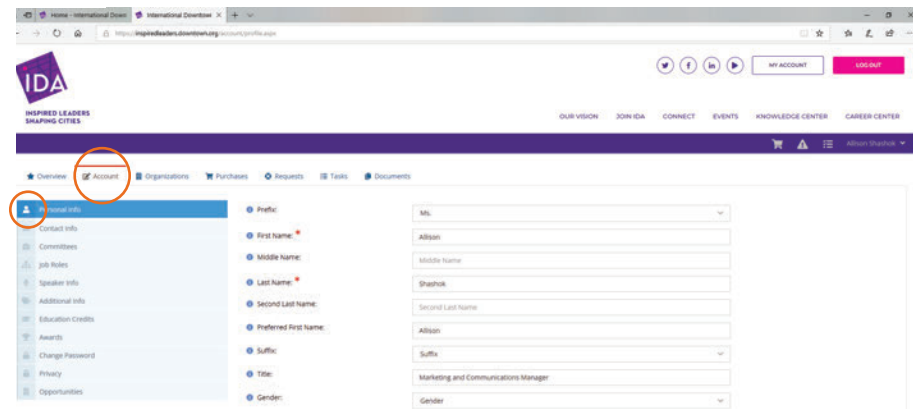 Home - International Down
International Downtown
https://inspiredleaders.downtown.org/account/profile.aspx
MY ACCOUNT
LOG OUT
IDA
INSPIRED LEADERS
SHAPING CITIES
OUR VISION JOIN IDA CONNECT EVENTS KNOWLEDGE CENTER CAREER CENTER
Allison Shashok
Overview Account Organizations Purchases Requests Tasks Documents
Personal Info
Contact Info
Committees
Job Roles
Speaker Info
Additional Info
Education Credits
Awards
Change Password
Privacy
Opportunities
Prefix: Ms.
First Name: * Allison
Middle Name: Middle Name
Last Name: * Shashok
Second Last Name: Second Last Name
Preferred First Name: Allison
Suffix: Suffix
Title: Marketing and Communications Manager
Gender: Gender